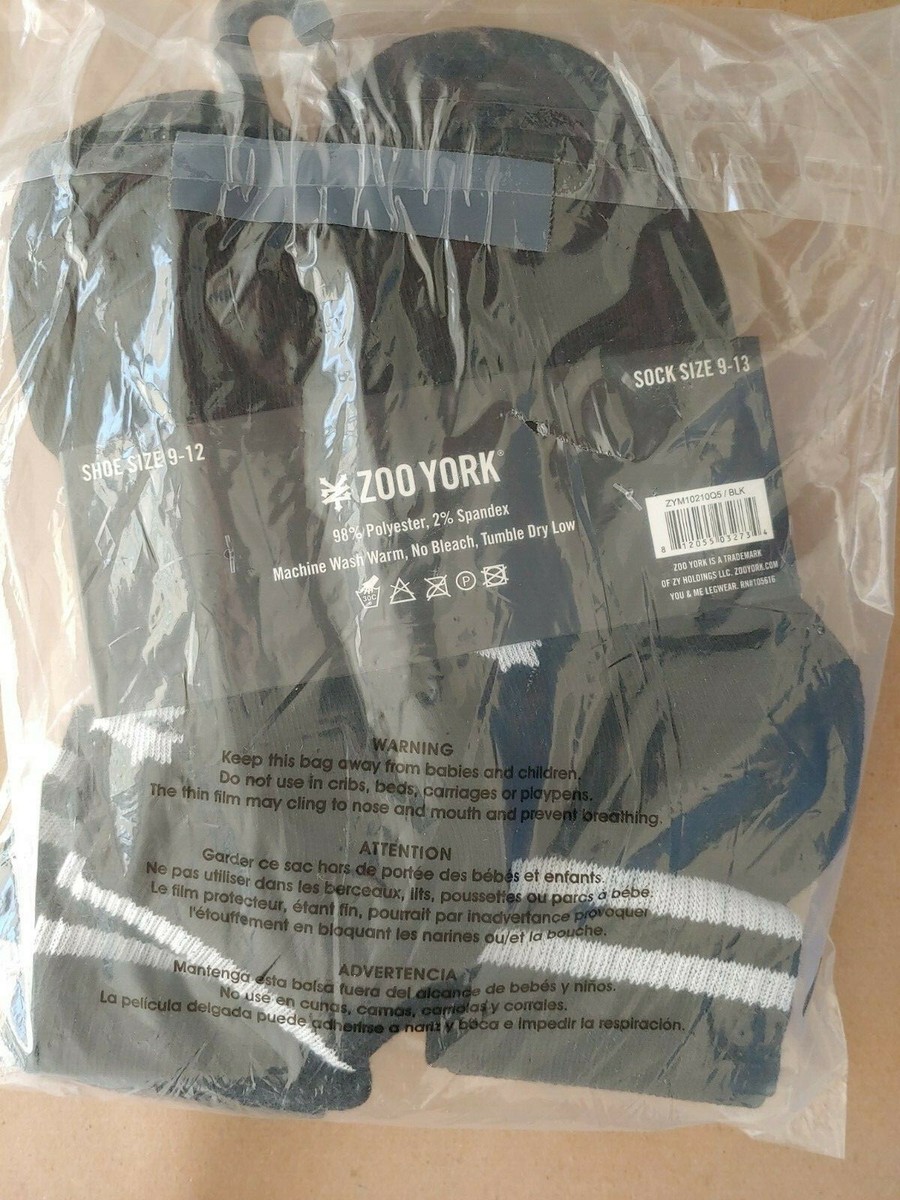 SOCK SIZE 9-13
SHOE SIZE 9-12
ZOO YORK®
98% Polyester, 2% Spandex
Machine Wash Warm, No Bleach, Tumble Dry Low
30C
P
ZYM10210Q5 / BLK
8 12055 03273 4
ZOO YORK IS A TRADEMARK
OF ZY HOLDINGS LLC. ZOOYORK.COM
YOU & ME LEGWEAR. RN#105616
WARNING
Keep this bag away from babies and children.
Do not use in cribs, beds, carriages or playpens.
The thin film may cling to nose and mouth and prevent breathing.
ATTENTION
Garder ce sac hors de portée des bébés et enfants.
Ne pas utiliser dans les berceaux, lits, poussettes ou parcs à bébé.
Le film protecteur, étant fin, pourrait par inadvertance provoquer
l'étouffement en bloquant les narines ou/et la bouche.
ADVERTENCIA
Mantenga esta bolsa fuera del alcance de bebés y niños.
No use en cunas, camas, carriolas y corrales.
La película delgada puede adherirse a nariz y boca e impedir la respiración.